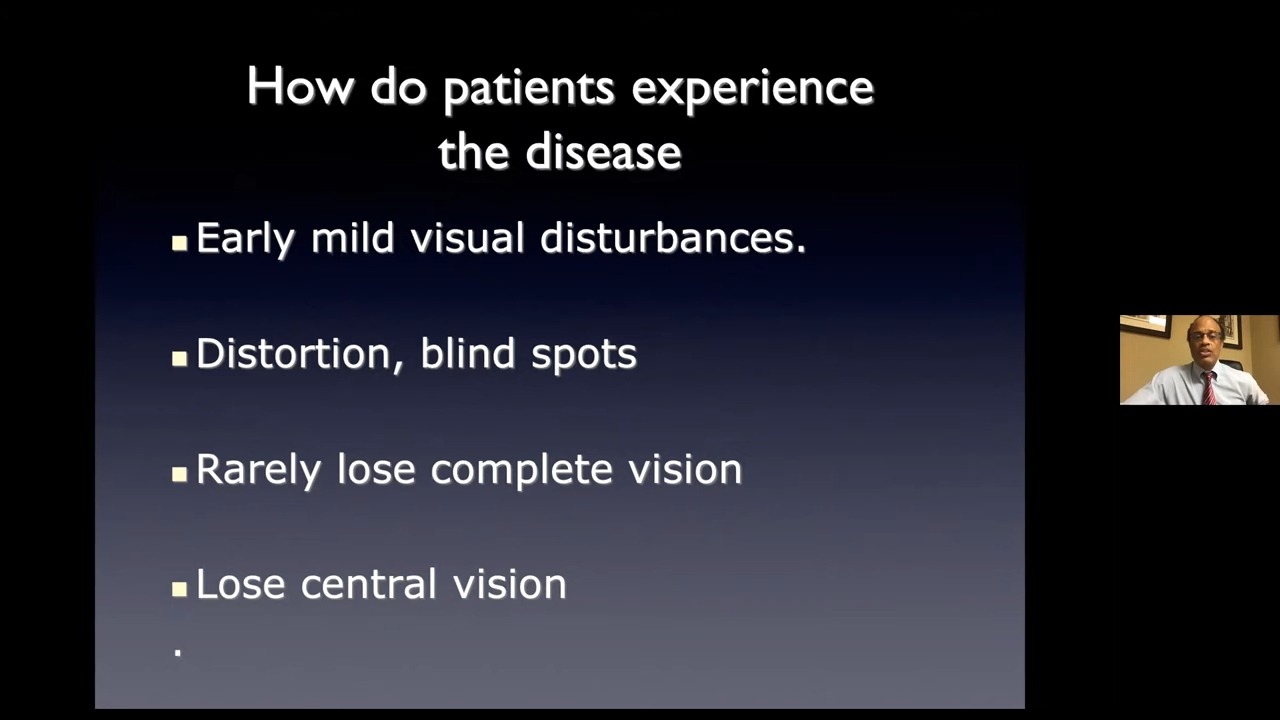 How do patients experience
the disease
Early mild visual disturbances.
Distortion, blind spots
Rarely lose complete vision
Lose central vision
.